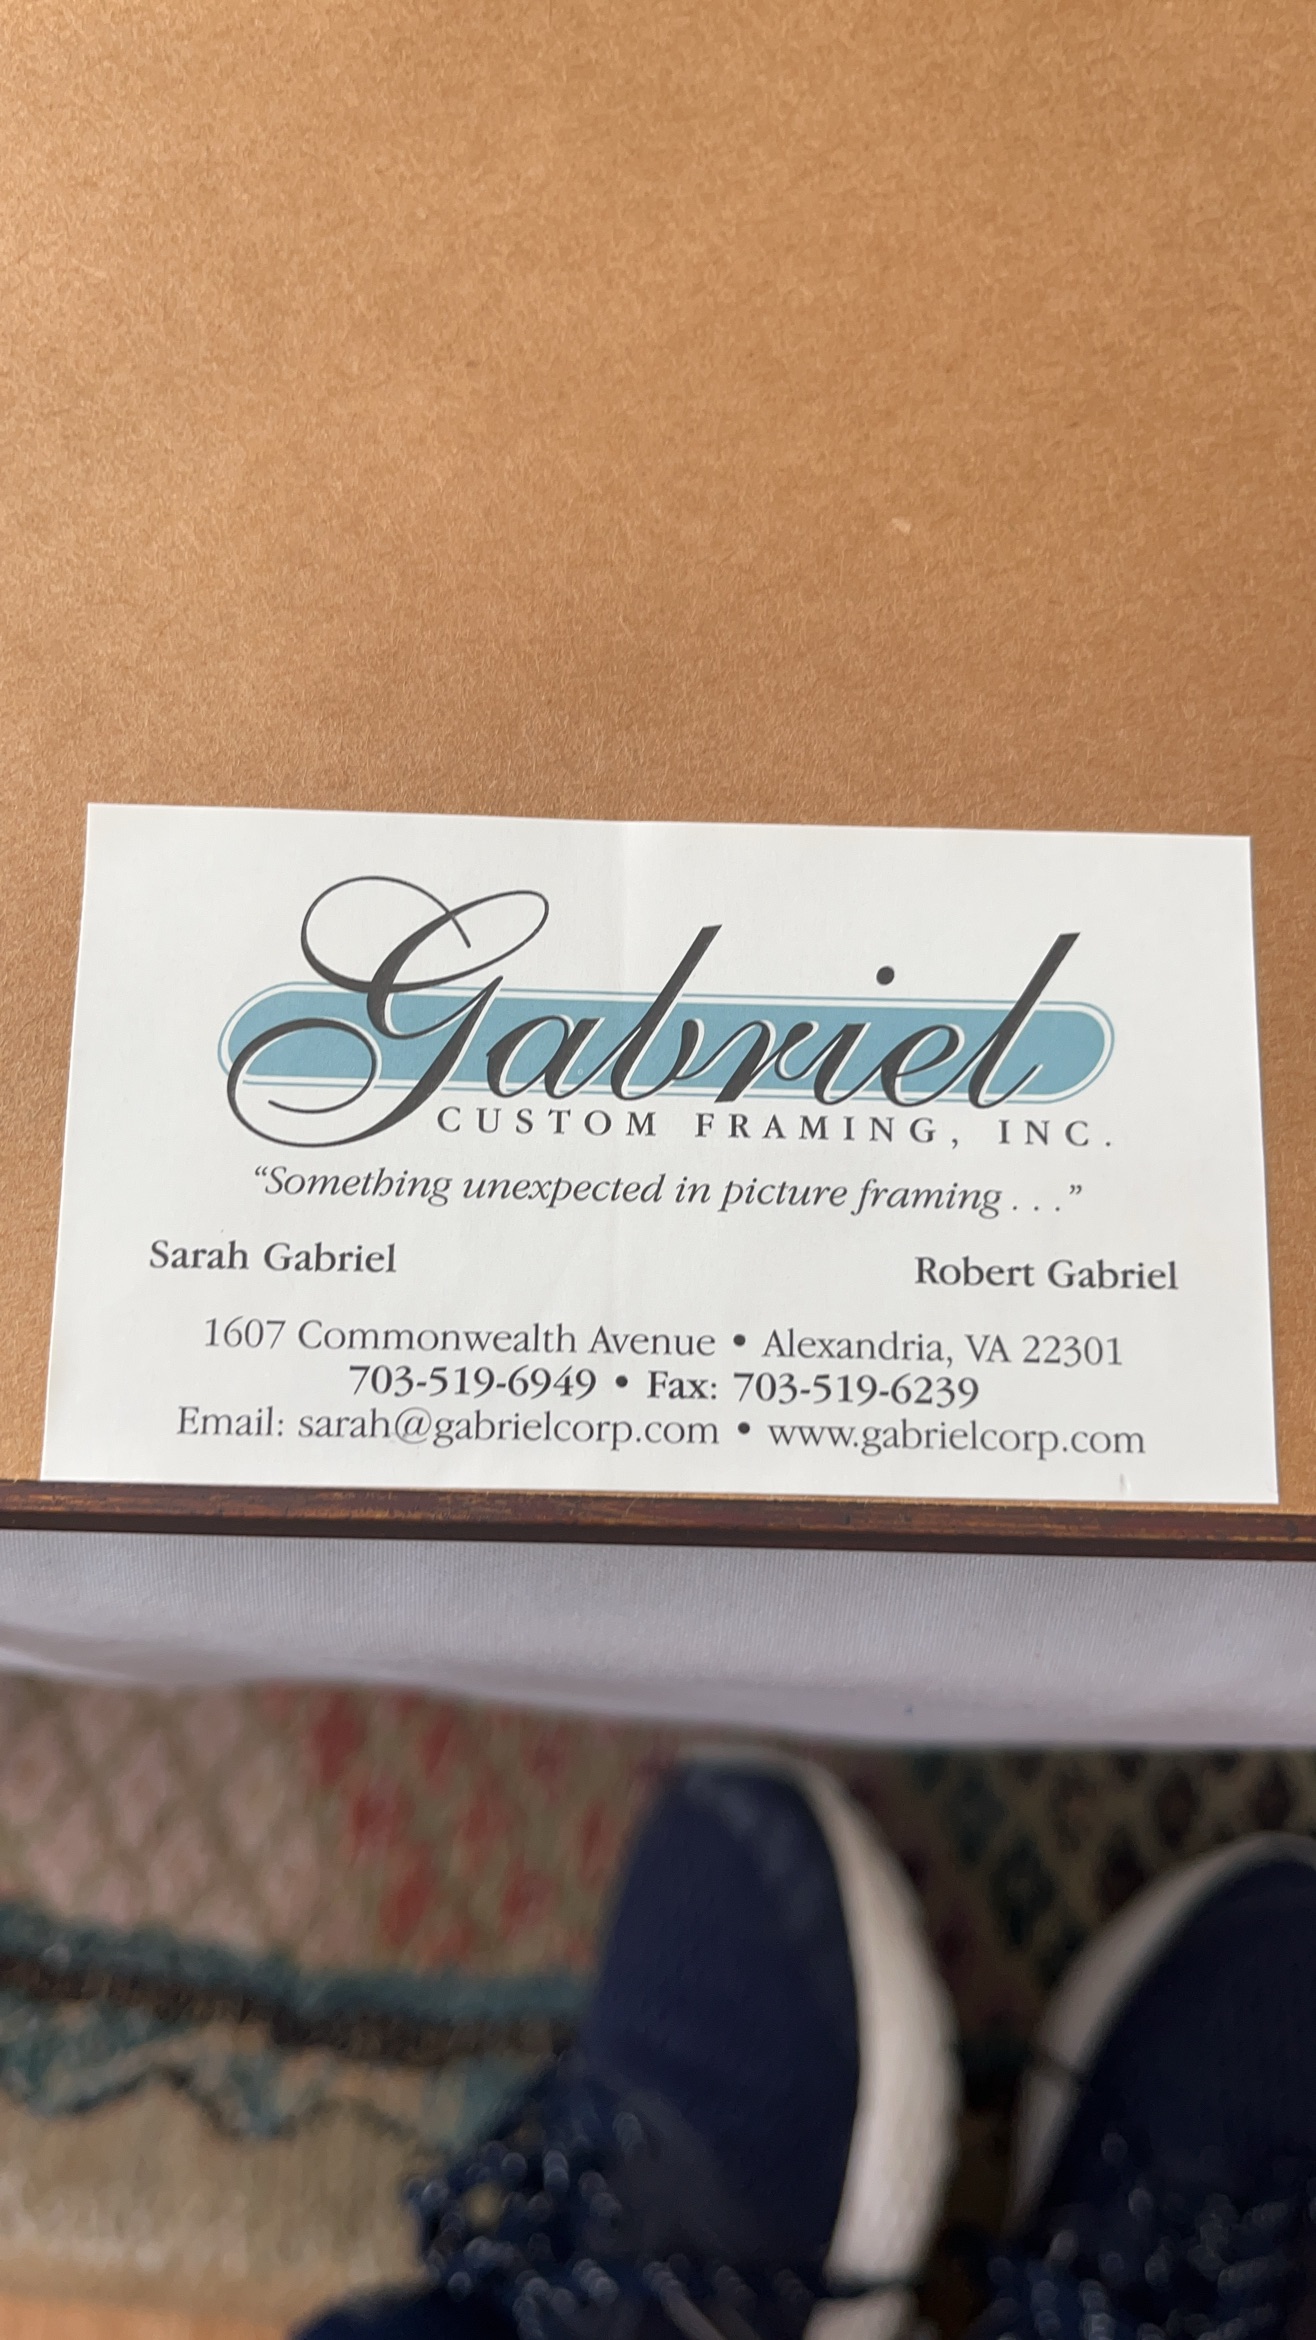 Gabriel
CUSTOM FRAMING, INC.
“Something unexpected in picture framing . . .”
Sarah Gabriel Robert Gabriel
1607 Commonwealth Avenue • Alexandria, VA 22301
703-519-6949 • Fax: 703-519-6239
Email: sarah@gabrielcorp.com • www.gabrielcorp.com